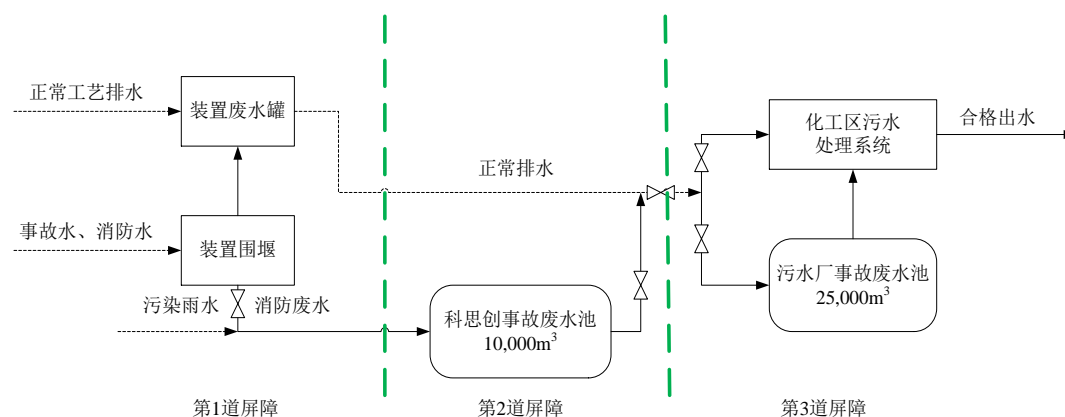 正常工艺排水
装置废水罐
化工区污水
处理系统
合格出水
正常排水
事故水、消防水
装置围堰
污水厂事故废水池
25,000m³
污染雨水
消防废水
科思创事故废水池
10,000m³
第1道屏障
第2道屏障
第3道屏障